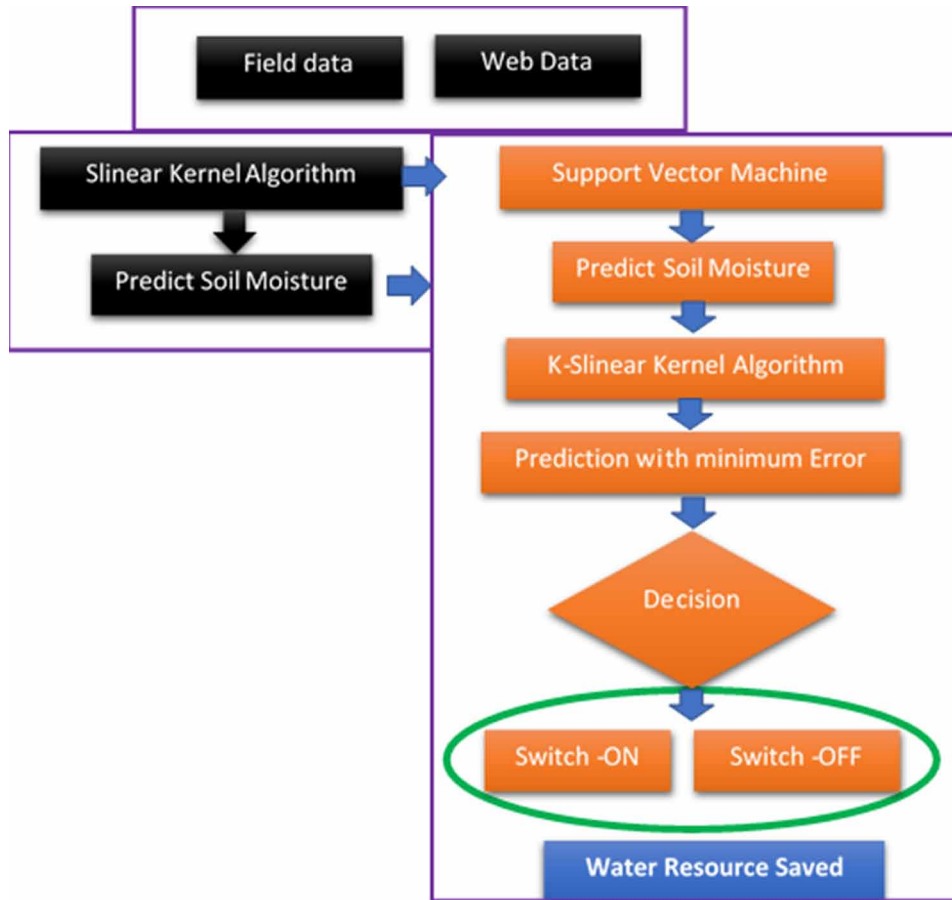 Field data
Web Data
Slinear Kernel Algorithm
Predict Soil Moisture
Support Vector Machine
Predict Soil Moisture
K-Slinear Kernel Algorithm
Prediction with minimum Error
Decision
Switch -ON
Switch -OFF
Water Resource Saved